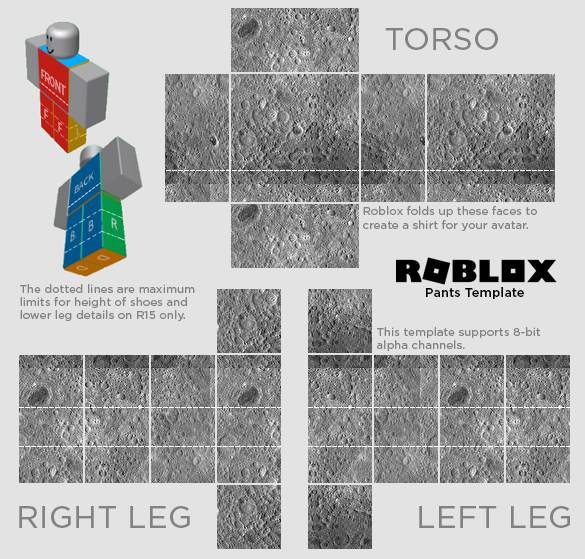 TORSO
FRONT
F F L
BACK
B B R
Roblox folds up these faces to
create a shirt for your avatar.
ROBLOX
Pants Template
The dotted lines are maximum
limits for height of shoes and
lower leg details on R15 only.
This template supports 8-bit
alpha channels.
RIGHT LEG
LEFT LEG